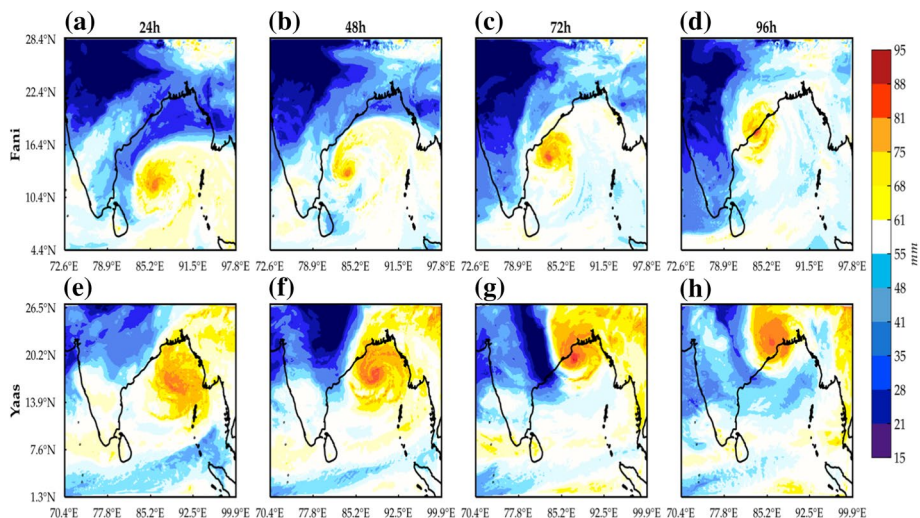 (a) (b) (c) (d)
24h 48h 72h 96h
28.4°N 95
22.4°N 88
Fani 81
16.4°N 75
10.4°N 68
4.4°N 61
72.6°E 78.9°E 85.2°E 91.5°E 97.8°E 72.6°E 78.9°E 85.2°E 91.5°E 97.8°E 72.6°E 78.9°E 85.2°E 91.5°E 97.8°E 72.6°E 78.9°E 85.2°E 91.5°E 97.8°E 55 mm
(e) (f) (g) (h) 48
26.5°N 41
20.2°N 35
Yaas 28
13.9°N 21
7.6°N 15
1.3°N
70.4°E 77.8°E 85.2°E 92.5°E 99.9°E 70.4°E 77.8°E 85.2°E 92.5°E 99.9°E 70.4°E 77.8°E 85.2°E 92.5°E 99.9°E 70.4°E 77.8°E 85.2°E 92.5°E 99.9°E